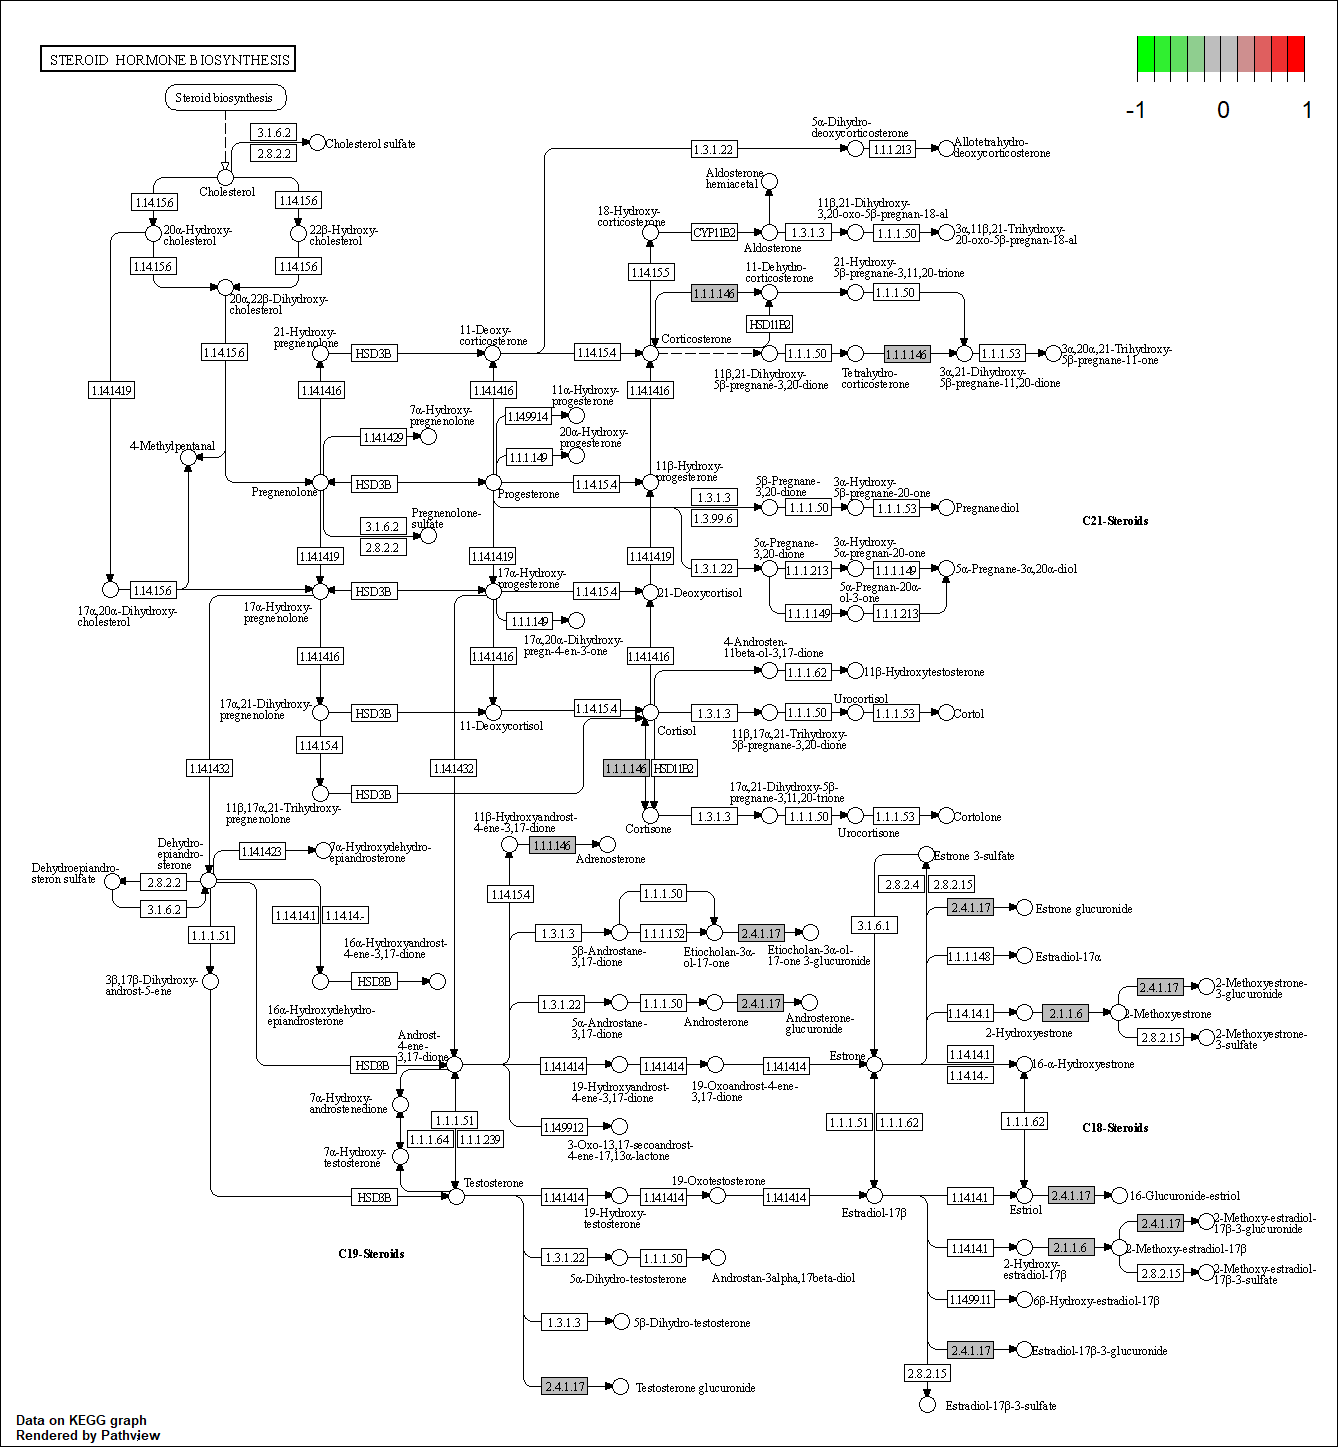 STEROID HORMONE BIOSYNTHESIS
-1
0
1
Steroid biosynthesis
3.1.6.2
2.8.2.2
Cholesterol sulfate
Cholesterol
1.14.15.6
1.14.15.6
20α-Hydroxy-
cholesterol
22β-Hydroxy-
cholesterol
1.14.15.6
1.14.15.6
20α,22β-Dihydroxy-
cholesterol
1.14.15.6
1.14.14.19
4-Methylpentanal
1.14.15.6
17α,20α-Dihydroxy-
cholesterol
5α-Dihydro-
deoxycorticosterone
1.3.1.22
1.1.1.213
Allotetrahydro-
deoxycorticosterone
Aldosterone
hemiacetal
18-Hydroxy-
corticosterone
CYP11B2
Aldosterone
11β,21-Dihydroxy-
3,20-oxo-5β-pregnan-18-al
1.3.1.3
1.1.1.50
3α,11β,21-Trihydroxy-
20-oxo-5β-pregnan-18-al
1.14.15.5
11-Dehydro-
corticosterone
21-Hydroxy-
5β-pregnane-3,11,20-trione
1.1.1.146
1.1.1.50
HSD11B2
21-Hydroxy-
pregnenolone
HSD3B
11-Deoxy-
corticosterone
1.14.15.4
Corticosterone
1.1.1.50
1.1.1.146
1.1.1.53
3α,20α,21-Trihydroxy-
5β-pregnane-11-one
11β,21-Dihydroxy-
5β-pregnane-3,20-dione
Tetrahydro-
corticosterone
3α,21-Dihydroxy-
5β-pregnane-11,20-dione
1.14.14.16
1.14.14.16
1.14.14.16
7α-Hydroxy-
pregnenolone
1.14.14.29
11α-Hydroxy-
progesterone
1.14.99.14
20α-Hydroxy-
progesterone
1.1.1.149
Pregnenolone
HSD3B
Progesterone
1.14.15.4
11β-Hydroxy-
progesterone
3.1.6.2
2.8.2.2
Pregnenolone-
sulfate
1.3.1.3
1.3.99.6
5β-Pregnane-
3,20-dione
1.1.1.50
3α-Hydroxy-
5β-pregnane-20-one
1.1.1.53
Pregnanediol
C21-Steroids
1.14.14.19
1.14.14.19
1.14.14.19
1.3.1.22
5α-Pregnane-
3,20-dione
1.1.1.213
3α-Hydroxy-
5α-pregnan-20-one
1.1.1.149
5α-Pregnane-3α,20α-diol
5α-Pregnan-20α-
ol-3-one
1.1.1.149
1.1.1.213
17α-Hydroxy-
pregnenolone
HSD3B
17α-Hydroxy-
progesterone
1.14.15.4
21-Deoxycortisol
1.1.1.149
17α,20α-Dihydroxy-
pregn-4-en-3-one
1.14.14.16
1.14.14.16
1.14.14.16
4-Androsten-
11beta-ol-3,17-dione
1.1.1.62
11β-Hydroxytestosterone
17α,21-Dihydroxy-
pregnenolone
HSD3B
11-Deoxycortisol
1.14.15.4
Cortisol
1.3.1.3
1.1.1.50
Urocortisol
1.1.1.53
Cortol
11β,17α,21-Trihydroxy-
5β-pregnane-3,20-dione
1.14.15.4
1.14.14.32
1.14.14.32
1.1.1.146
HSD11B2
HSD3B
11β,17α,21-Trihydroxy-
pregnenolone
17α,21-Dihydroxy-5β-
pregnane-3,11,20-trione
Cortisone
1.3.1.3
1.1.1.50
Urocortisone
1.1.1.53
Cortolone
11β-Hydroxyandrost-
4-ene-3,17-dione
1.1.1.146
Adrenosterone
Dehydro-
epiandro-
sterone
1.14.14.23
7α-Hydroxydehydro-
epiandrosterone
Dehydroepiandro-
steron sulfate
2.8.2.2
3.1.6.2
1.1.1.51
1.14.14.1
1.14.14.-
16α-Hydroxyandrost-
4-ene-3,17-dione
HSD3B
16α-Hydroxydehydro-
epiandrosterone
3β,17β-Dihydroxy-
androst-5-ene
1.14.15.4
1.1.1.50
1.3.1.3
1.1.1.152
2.4.1.17
5β-Androstane-
3,17-dione
Etiocholan-3α-
ol-17-one
Etiocholan-3α-ol-
17-one 3-glucuronide
1.3.1.22
1.1.1.50
2.4.1.17
5α-Androstane-
3,17-dione
Androsterone
Androsterone-
glucuronide
Estrone 3-sulfate
2.8.2.4
2.8.2.15
2.4.1.17
Estrone glucuronide
3.1.6.1
1.1.1.148
Estradiol-17α
1.14.14.1
2-Hydroxyestrone
2.1.1.6
2-Methoxyestrone
2.4.1.17
2-Methoxyestrone-
3-glucuronide
2.8.2.15
2-Methoxyestrone-
3-sulfate
Androst-
4-ene-
3,17-dione
HSD3B
1.14.14.14
1.14.14.14
1.14.14.14
Estrone
1.14.14.1
1.14.14.-
16-α-Hydroxyestrone
19-Hydroxyandrost-
4-ene-3,17-dione
19-Oxoandrost-4-ene-
3,17-dione
7α-Hydroxy-
androstenedione
1.1.1.51
1.1.1.64
1.1.1.239
1.14.99.12
3-Oxo-13,17-secoandrost-
4-ene-17,13α-lactone
1.1.1.51
1.1.1.62
1.1.1.62
C18-Steroids
7α-Hydroxy-
testosterone
HSD3B
Testosterone
1.14.14.14
19-Hydroxy-
testosterone
1.14.14.14
19-Oxotestosterone
1.14.14.14
Estradiol-17β
1.14.14.1
Estriol
2.4.1.17
16-Glucuronide-estriol
C19-Steroids
1.3.1.22
1.1.1.50
5α-Dihydro-testosterone
Androstan-3alpha,17beta-diol
1.14.14.1
2-Hydroxy-
estradiol-17β
2.1.1.6
2-Methoxy-estradiol-17β
2.4.1.17
2-Methoxy-estradiol-
17β-3-glucuronide
2.8.2.15
2-Methoxy-estradiol-
17β-3-sulfate
1.3.1.3
5β-Dihydro-testosterone
1.14.99.11
6β-Hydroxy-estradiol-17β
2.4.1.17
Estradiol-17β-3-glucuronide
2.4.1.17
Testosterone glucuronide
2.8.2.15
Estradiol-17β-3-sulfate
Data on KEGG graph
Rendered by Pathview